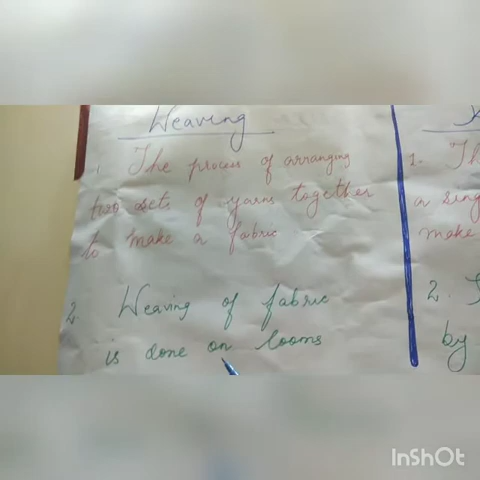 Weaving
1. The process of arranging
two sets of yarns together
to make a fabric
2. Weaving of fabric
is done on looms
1. Th
a sing
make
2.
by
InShOt